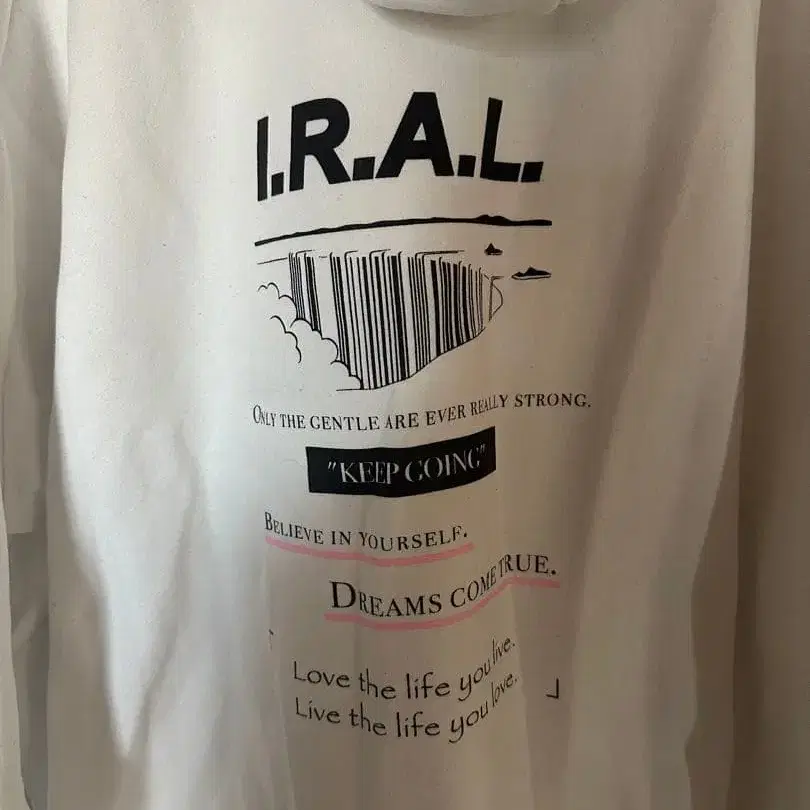 I.R.A.L.
ONLY THE GENTLE ARE EVER REALLY STRONG.
"KEEP GOING"
BELIEVE IN YOURSELF.
DREAMS COME TRUE.
Love the life you live.
Live the life you love.